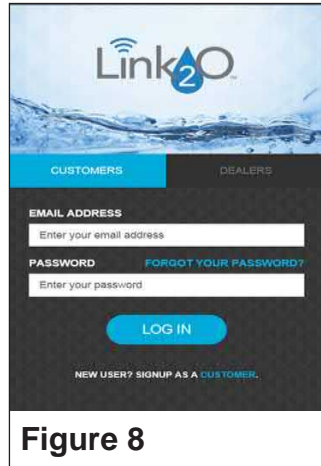 Link2O™
CUSTOMERS DEALERS
EMAIL ADDRESS
Enter your email address
PASSWORD FORGOT YOUR PASSWORD?
Enter your password
LOG IN
NEW USER? SIGNUP AS A CUSTOMER.
Figure 8